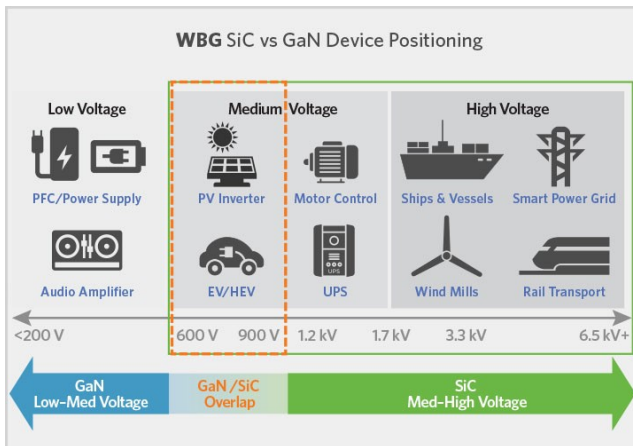 WBG SiC vs GaN Device Positioning
Low Voltage
Medium Voltage
High Voltage
PFC/Power Supply
PV Inverter
Motor Control
Ships & Vessels
Smart Power Grid
Audio Amplifier
EV/HEV
UPS
UPS
Wind Mills
Rail Transport
<200 V
600 V
900 V
1.2 kV
1.7 kV
3.3 kV
6.5 kV+
GaN
Low–Med Voltage
GaN/SiC
Overlap
SiC
Med–High Voltage